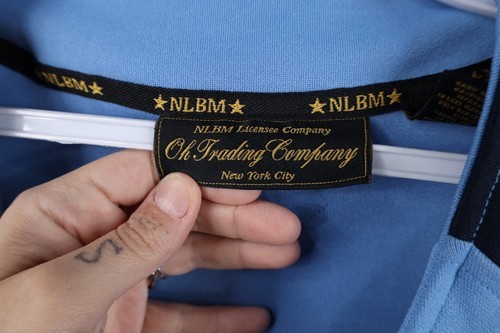 ★NLBM★
★NLBM★
★NLBM★
NLBM Licensee Company
Oh Trading Company
New York City